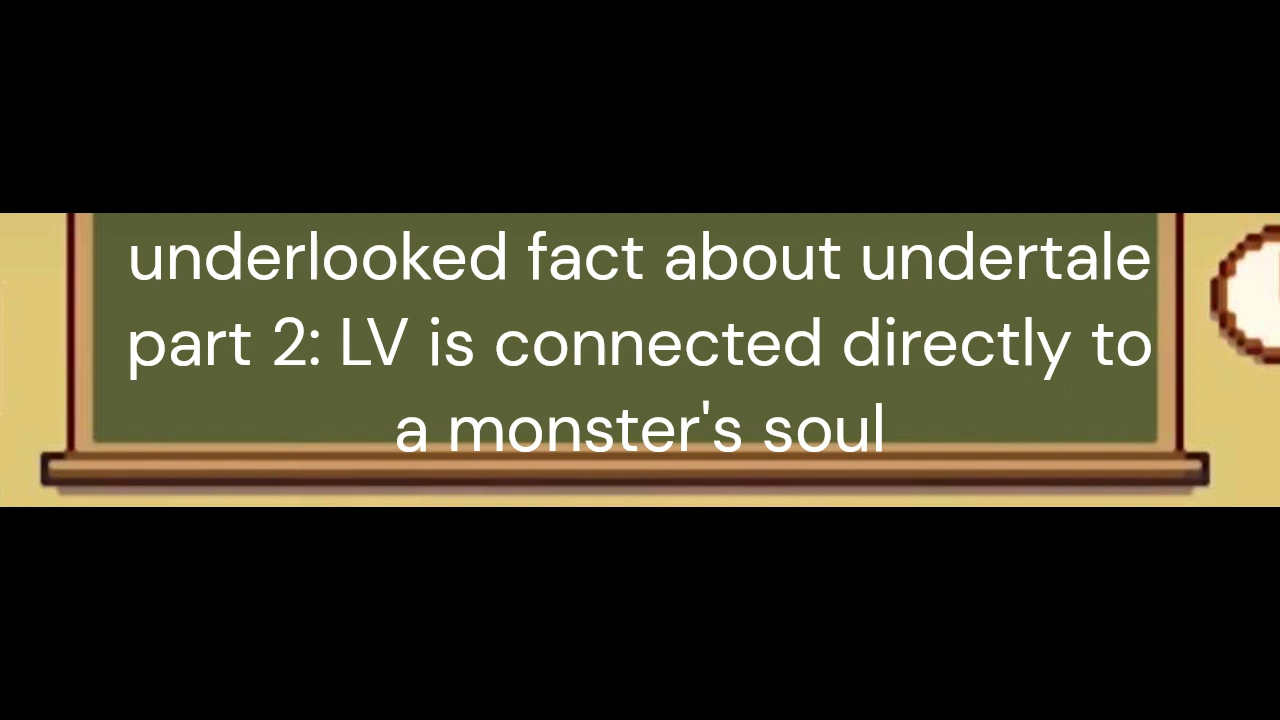 underlooked fact about undertale
part 2: LV is connected directly to
a monster's soul